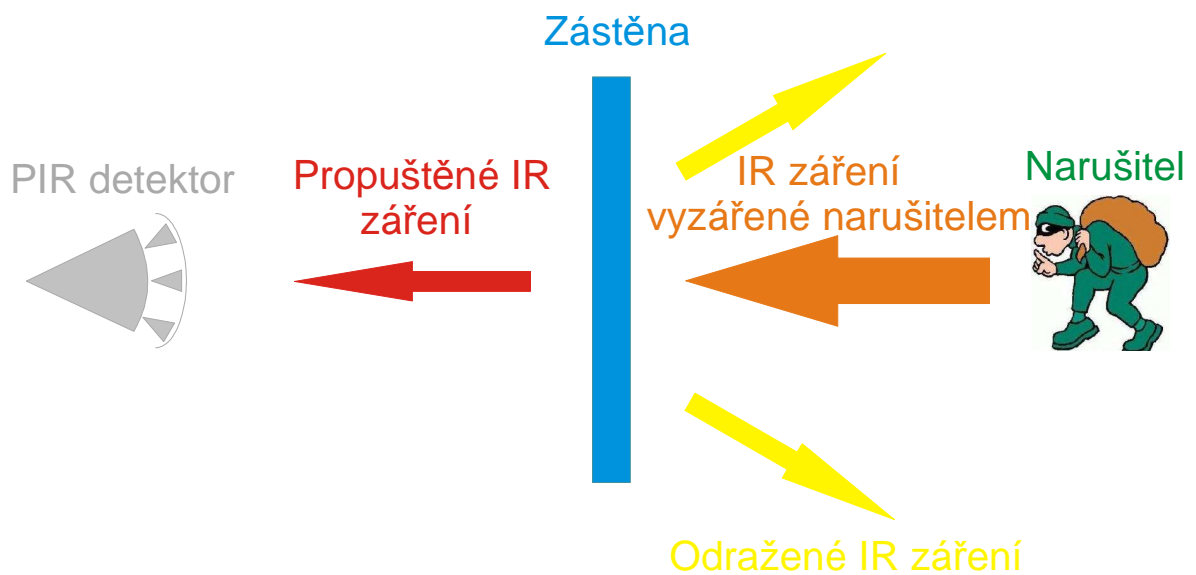 Zástěna
PIR detektor
Propuštěné IR
záření
IR záření
vyzářené narušitelem
Narušitel
Odražené IR záření